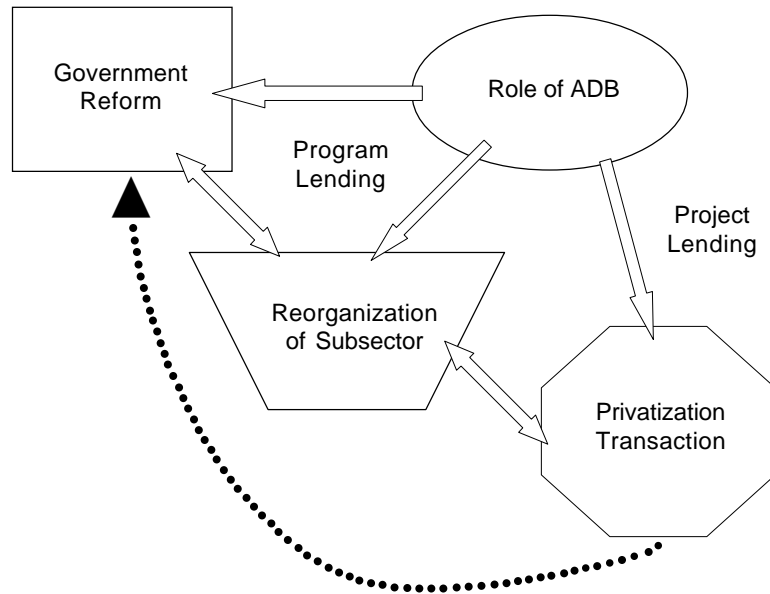 Government
Reform
Role of ADB
Program
Lending
Project
Lending
Reorganization
of Subsector
Privatization
Transaction